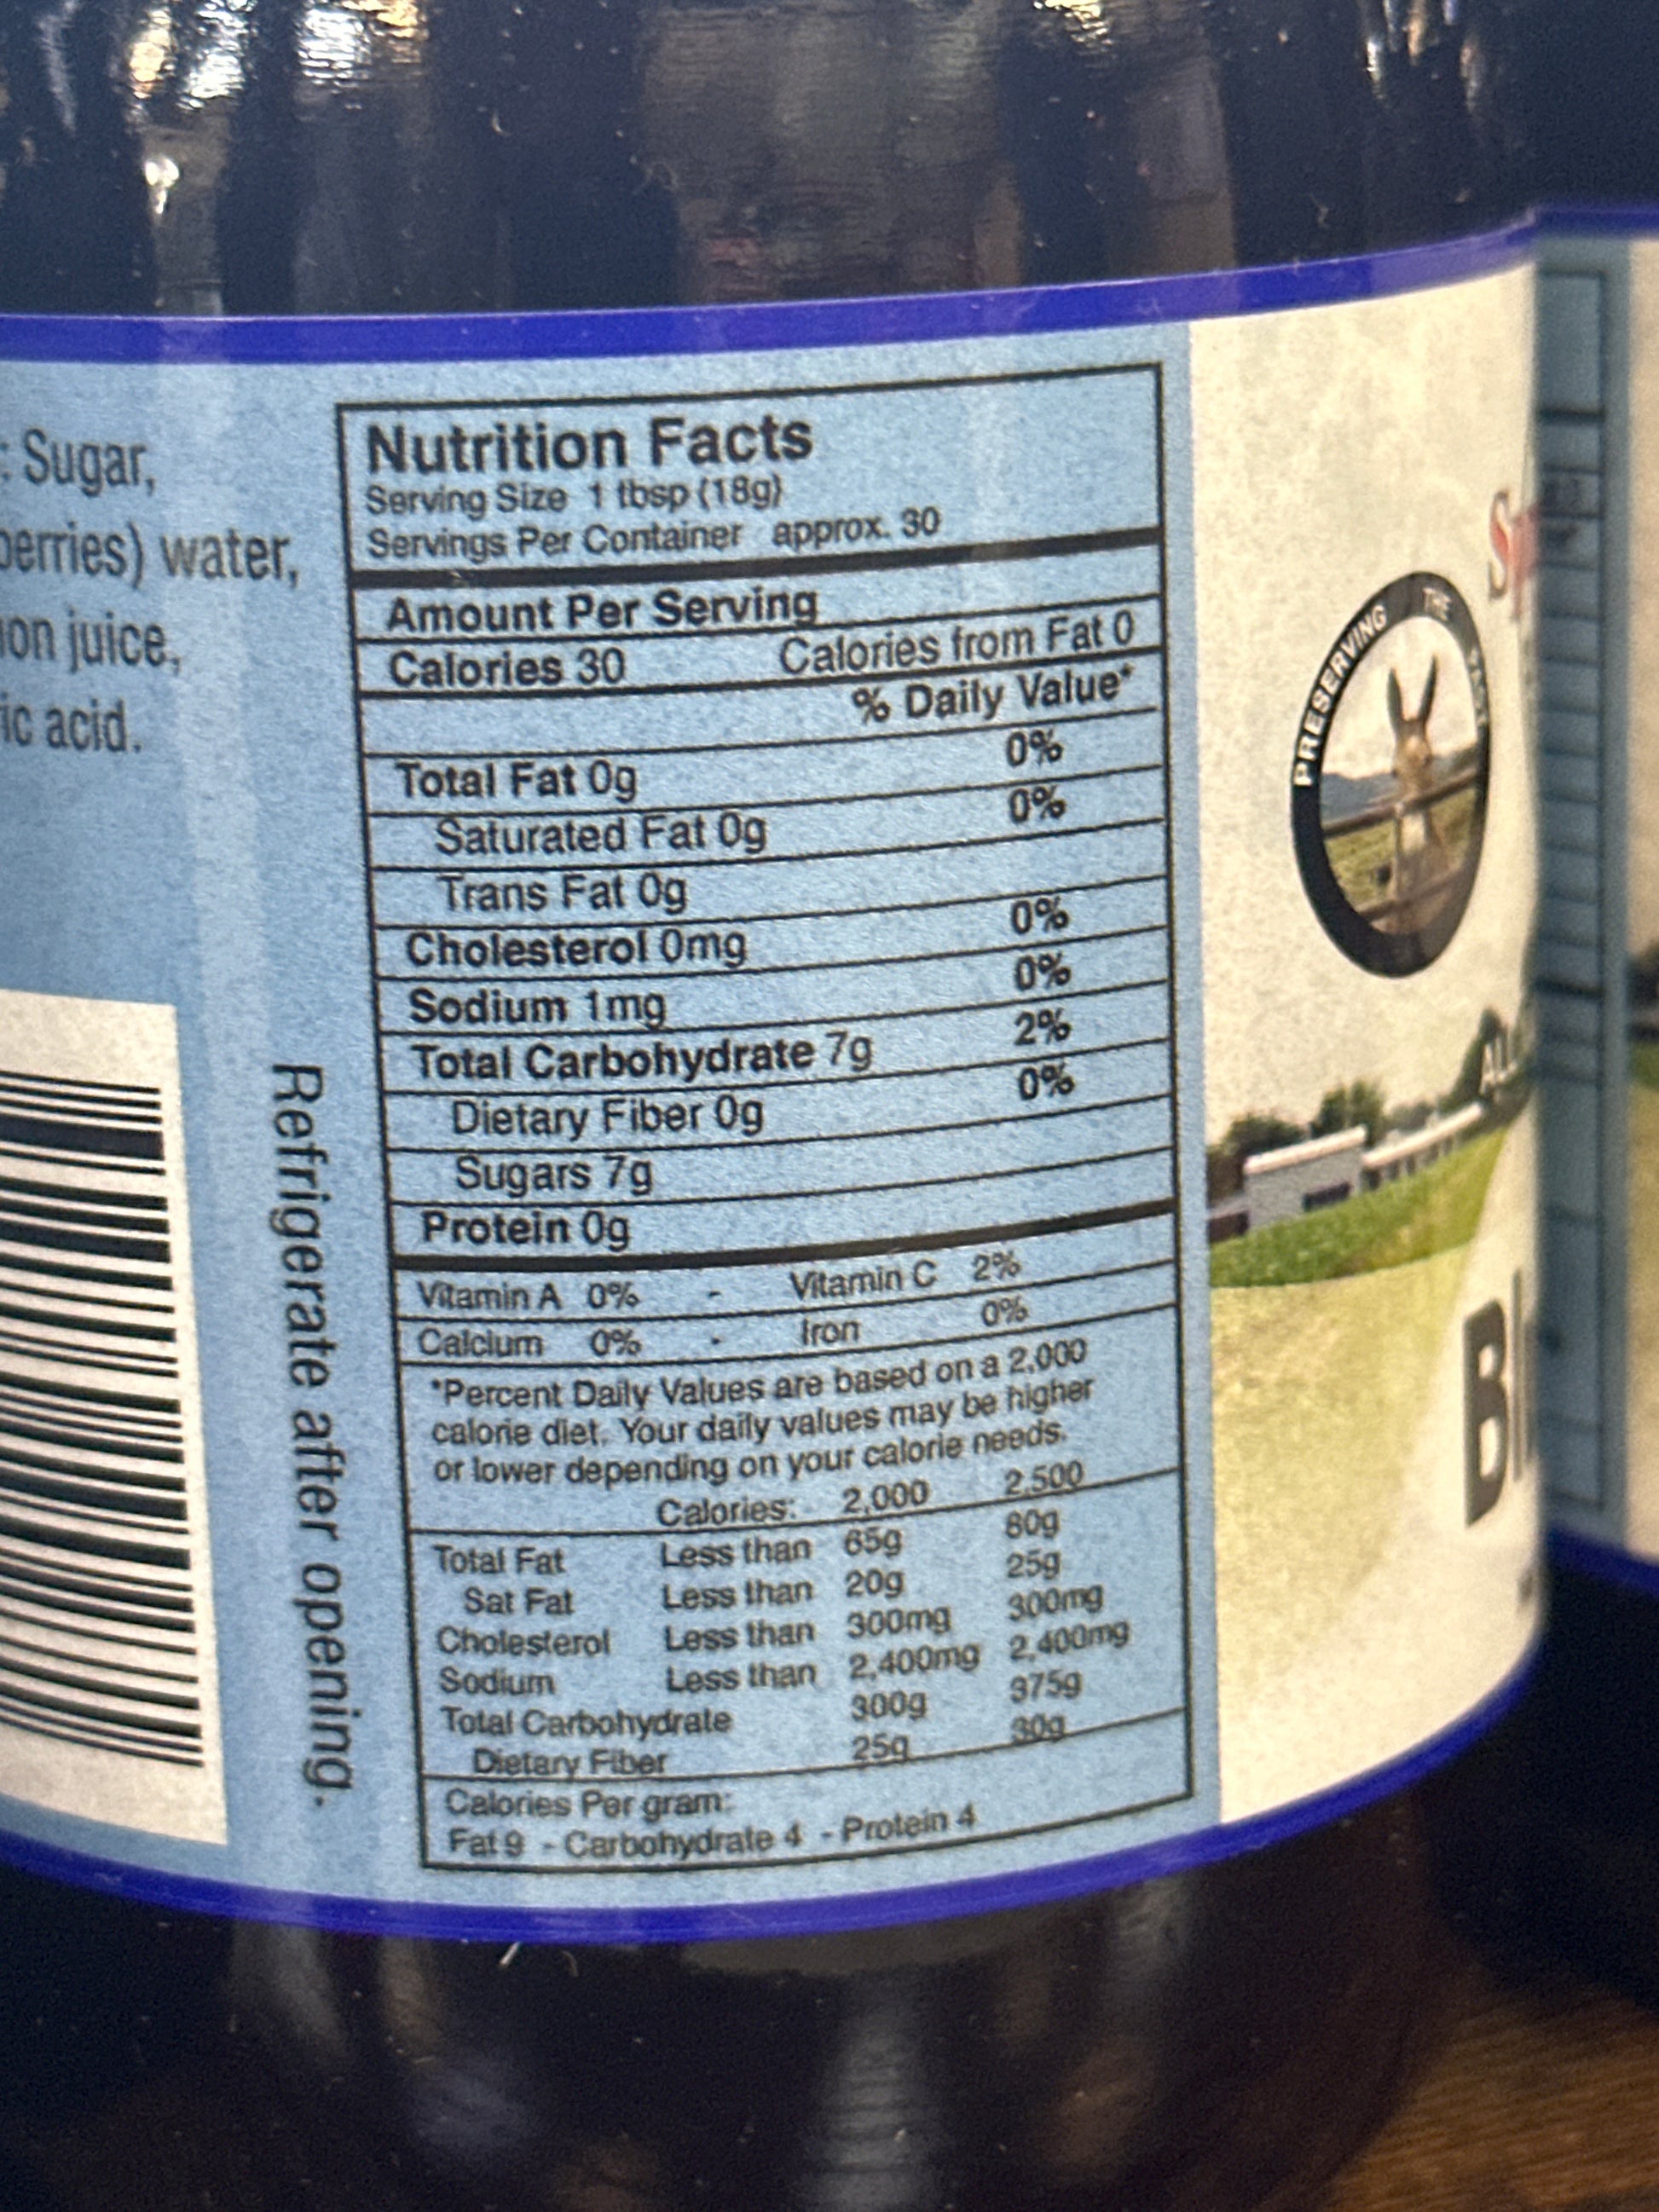 : Sugar,
berries) water,
on juice,
ic acid.
Refrigerate after opening.
Nutrition Facts
Serving Size 1 tbsp (18g)
Servings Per Container approx. 30
Amount Per Serving
Calories 30 Calories from Fat 0
% Daily Value*
Total Fat 0g 0%
Saturated Fat 0g 0%
Trans Fat 0g
Cholesterol 0mg 0%
Sodium 1mg 0%
Total Carbohydrate 7g 2%
Dietary Fiber 0g 0%
Sugars 7g
Protein 0g
Vitamin A 0% - Vitamin C 2%
Calcium 0% - Iron 0%
*Percent Daily Values are based on a 2,000
calorie diet. Your daily values may be higher
or lower depending on your calorie needs.
Calories: 2,000 2,500
Total Fat Less than 65g 80g
Sat Fat Less than 20g 25g
Cholesterol Less than 300mg 300mg
Sodium Less than 2,400mg 2,400mg
Total Carbohydrate 300g 375g
Dietary Fiber 25g 30g
Calories Per gram:
Fat 9 - Carbohydrate 4 - Protein 4
PRESERVING THE PAST
ALL
Bl